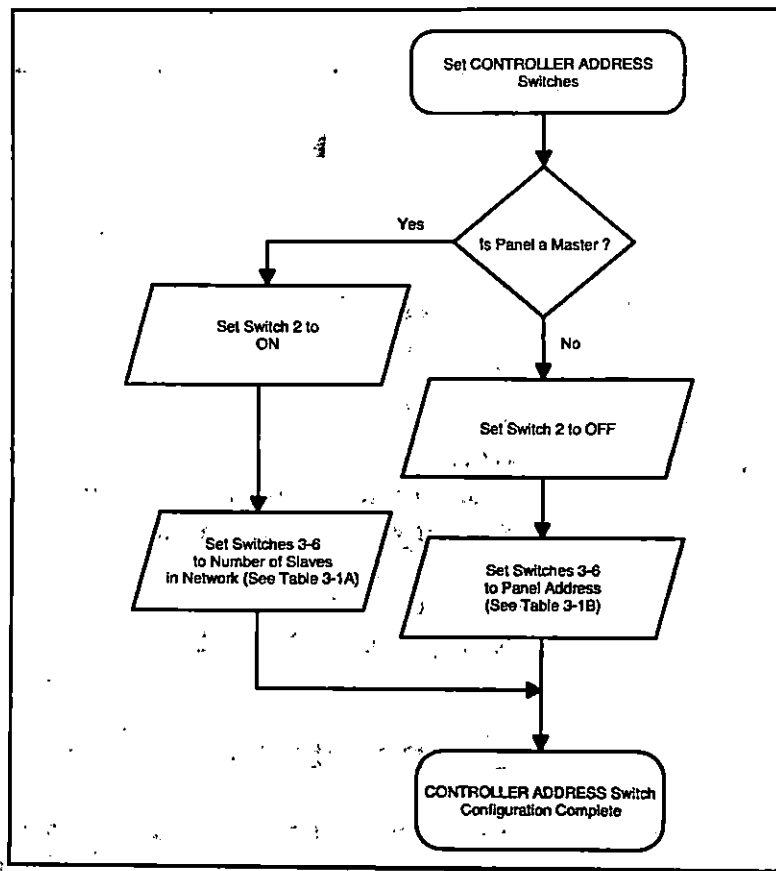 Set CONTROLLER ADDRESS
Switches
Is Panel a Master ?
Yes
No
Set Switch 2 to
ON
Set Switch 2 to OFF
Set Switches 3-6
to Number of Slaves
in Network (See Table 3-1A)
Set Switches 3-6
to Panel Address
(See Table 3-1B)
CONTROLLER ADDRESS Switch
Configuration Complete